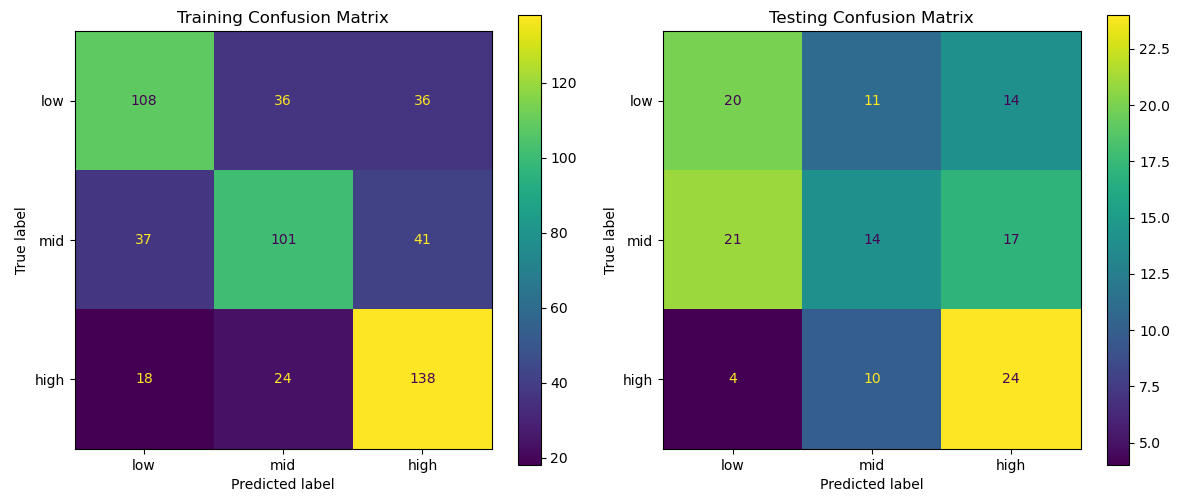 Training Confusion Matrix
True label
low
mid
high
108 36 36
37 101 41
18 24 138
low mid high
Predicted label
120
100
80
60
40
20
Testing Confusion Matrix
True label
low
mid
high
20 11 14
21 14 17
4 10 24
low mid high
Predicted label
22.5
20.0
17.5
15.0
12.5
10.0
7.5
5.0